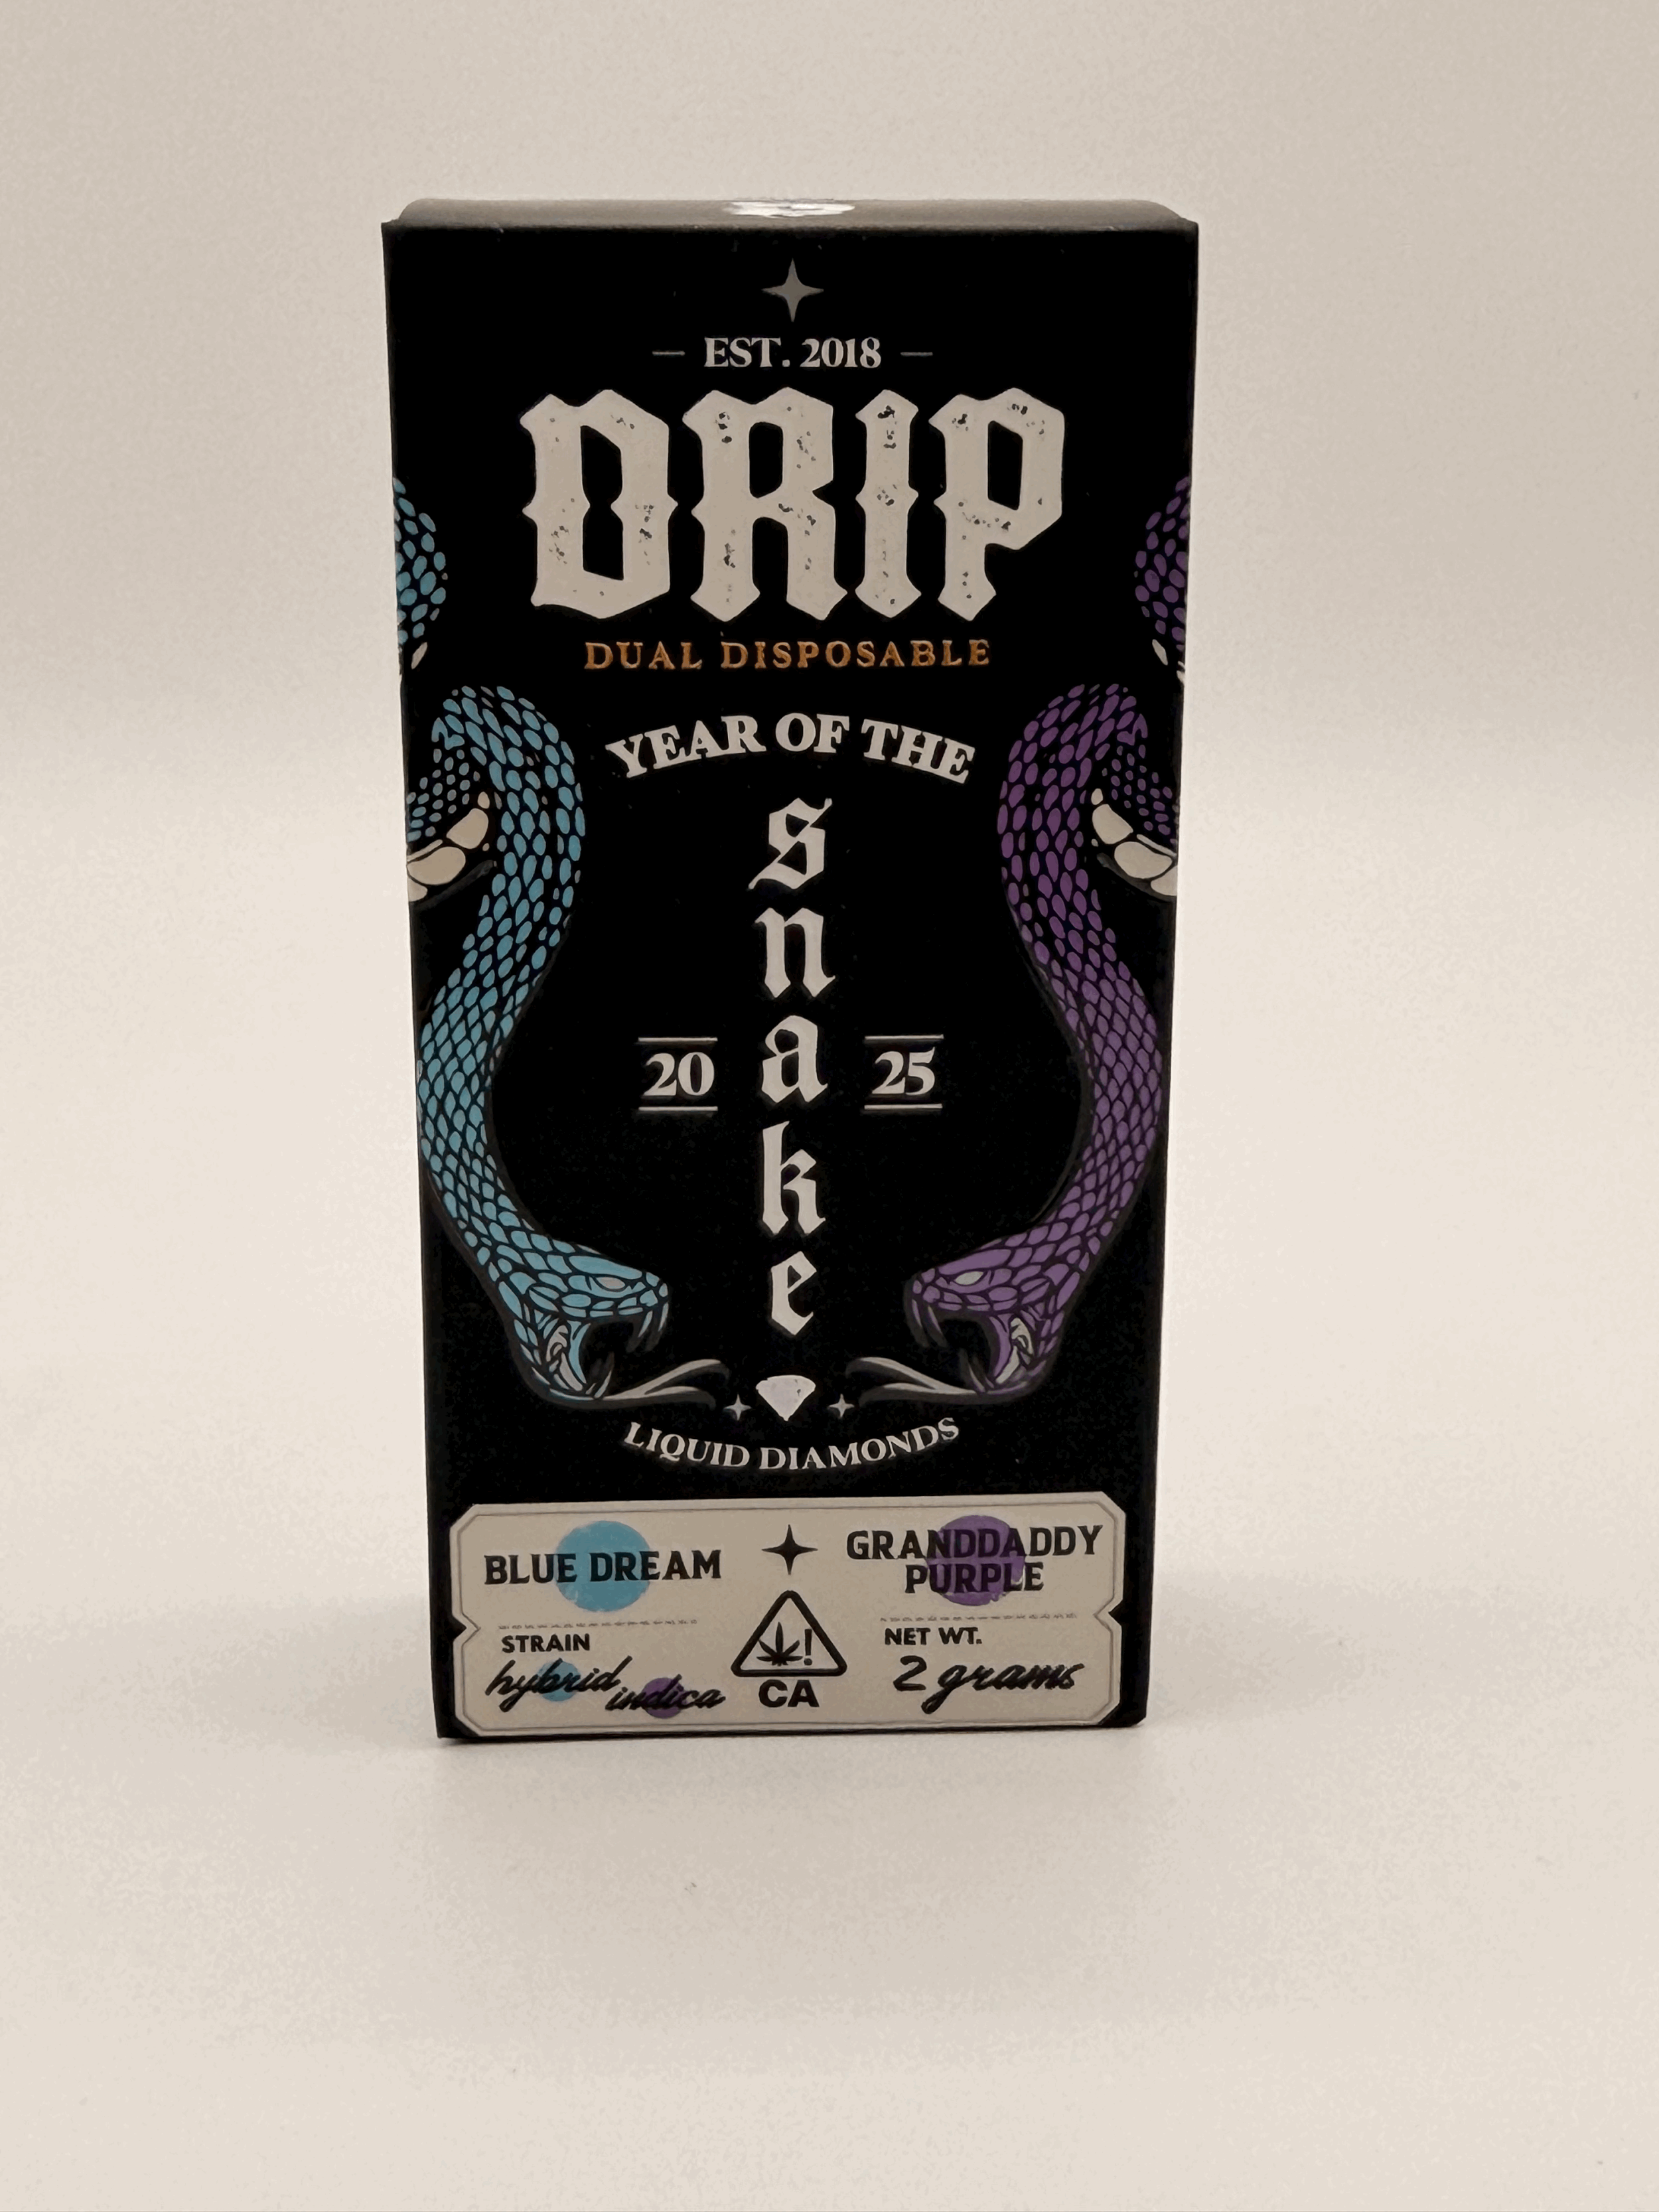 — EST. 2018 —
DRIP
DUAL DISPOSABLE
YEAR OF THE
snake
20 25
LIQUID DIAMONDS
BLUE DREAM
GRANDDADDY
PURPLE
STRAIN
hybrid
indica
CA
NET WT.
2 grams